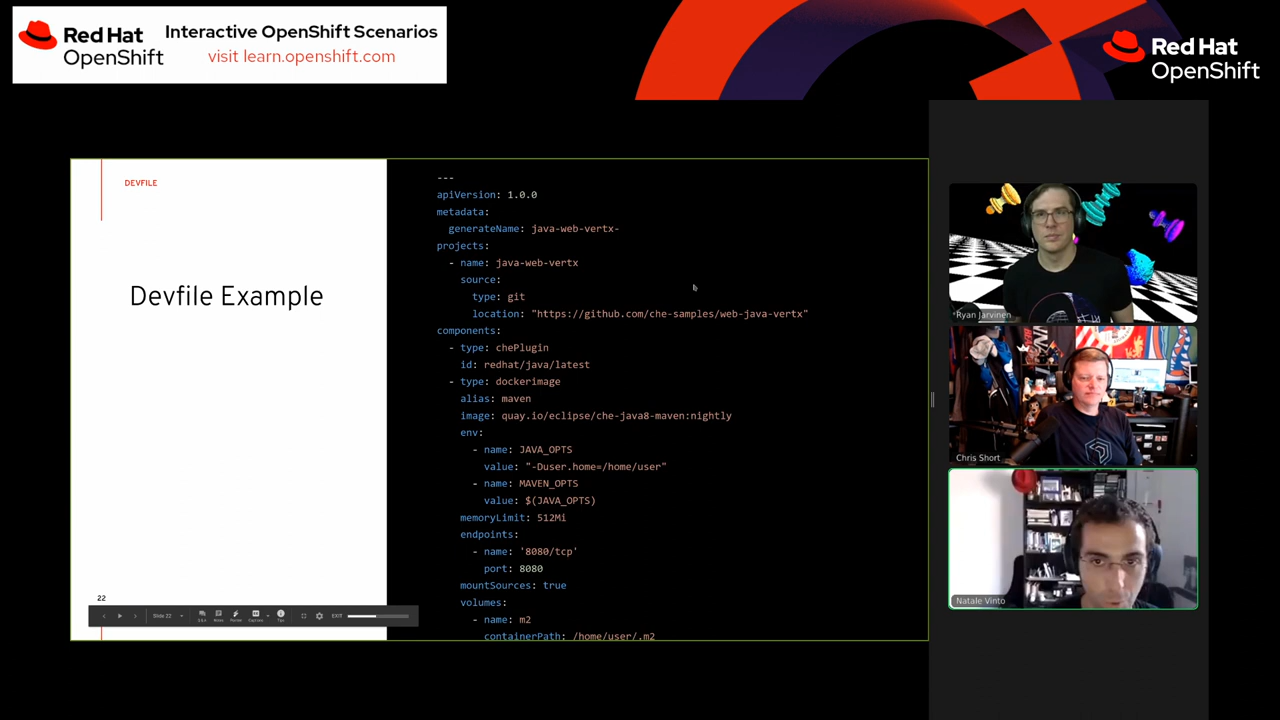 Red Hat
OpenShift
Interactive OpenShift Scenarios
visit learn.openshift.com
Red Hat
OpenShift
DEVFILE
Devfile Example
22
Slide 22
EXIT
---
apiVersion: 1.0.0
metadata:
  generateName: java-web-vertx-
projects:
  - name: java-web-vertx
    source:
      type: git
      location: "https://github.com/che-samples/web-java-vertx"
components:
  - type: chePlugin
    id: redhat/java/latest
  - type: dockerimage
    alias: maven
    image: quay.io/eclipse/che-java8-maven:nightly
    env:
      - name: JAVA_OPTS
        value: "-Duser.home=/home/user"
      - name: MAVEN_OPTS
        value: $(JAVA_OPTS)
    memoryLimit: 512Mi
    endpoints:
      - name: '8080/tcp'
        port: 8080
    mountSources: true
    volumes:
      - name: m2
        containerPath: /home/user/.m2
Ryan Jarvinen
Chris Short
Natale Vinto